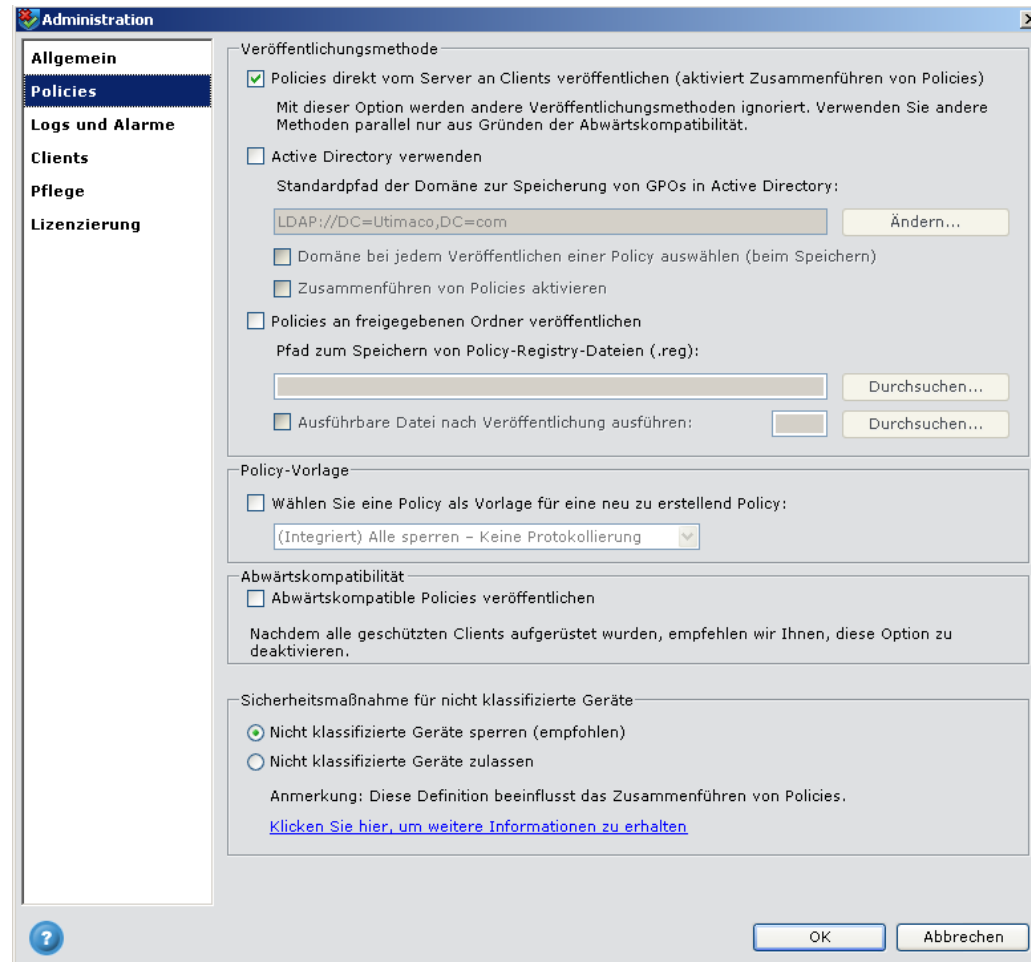 Administration
Allgemein
Policies
Logs und Alarme
Clients
Pflege
Lizenzierung
Veröffentlichungsmethode
Policies direkt vom Server an Clients veröffentlichen (aktiviert Zusammenführen von Policies)
Mit dieser Option werden andere Veröffentlichungsmethoden ignoriert. Verwenden Sie andere
Methoden parallel nur aus Gründen der Abwärtskompatibilität.
Active Directory verwenden
Standardpfad der Domäne zur Speicherung von GPOs in Active Directory:
LDAP://DC=Utimaco,DC=com
Ändern...
Domäne bei jedem Veröffentlichen einer Policy auswählen (beim Speichern)
Zusammenführen von Policies aktivieren
Policies an freigegebenen Ordner veröffentlichen
Pfad zum Speichern von Policy-Registry-Dateien (.reg):
Durchsuchen...
Ausführbare Datei nach Veröffentlichung ausführen:
Durchsuchen...
Policy-Vorlage
Wählen Sie eine Policy als Vorlage für eine neu zu erstellend Policy:
(Integriert) Alle sperren - Keine Protokollierung
Abwärtskompatibilität
Abwärtskompatible Policies veröffentlichen
Nachdem alle geschützten Clients aufgerüstet wurden, empfehlen wir Ihnen, diese Option zu
deaktivieren.
Sicherheitsmaßnahme für nicht klassifizierte Geräte
Nicht klassifizierte Geräte sperren (empfohlen)
Nicht klassifizierte Geräte zulassen
Anmerkung: Diese Definition beeinflusst das Zusammenführen von Policies.
Klicken Sie hier, um weitere Informationen zu erhalten
?
OK
Abbrechen